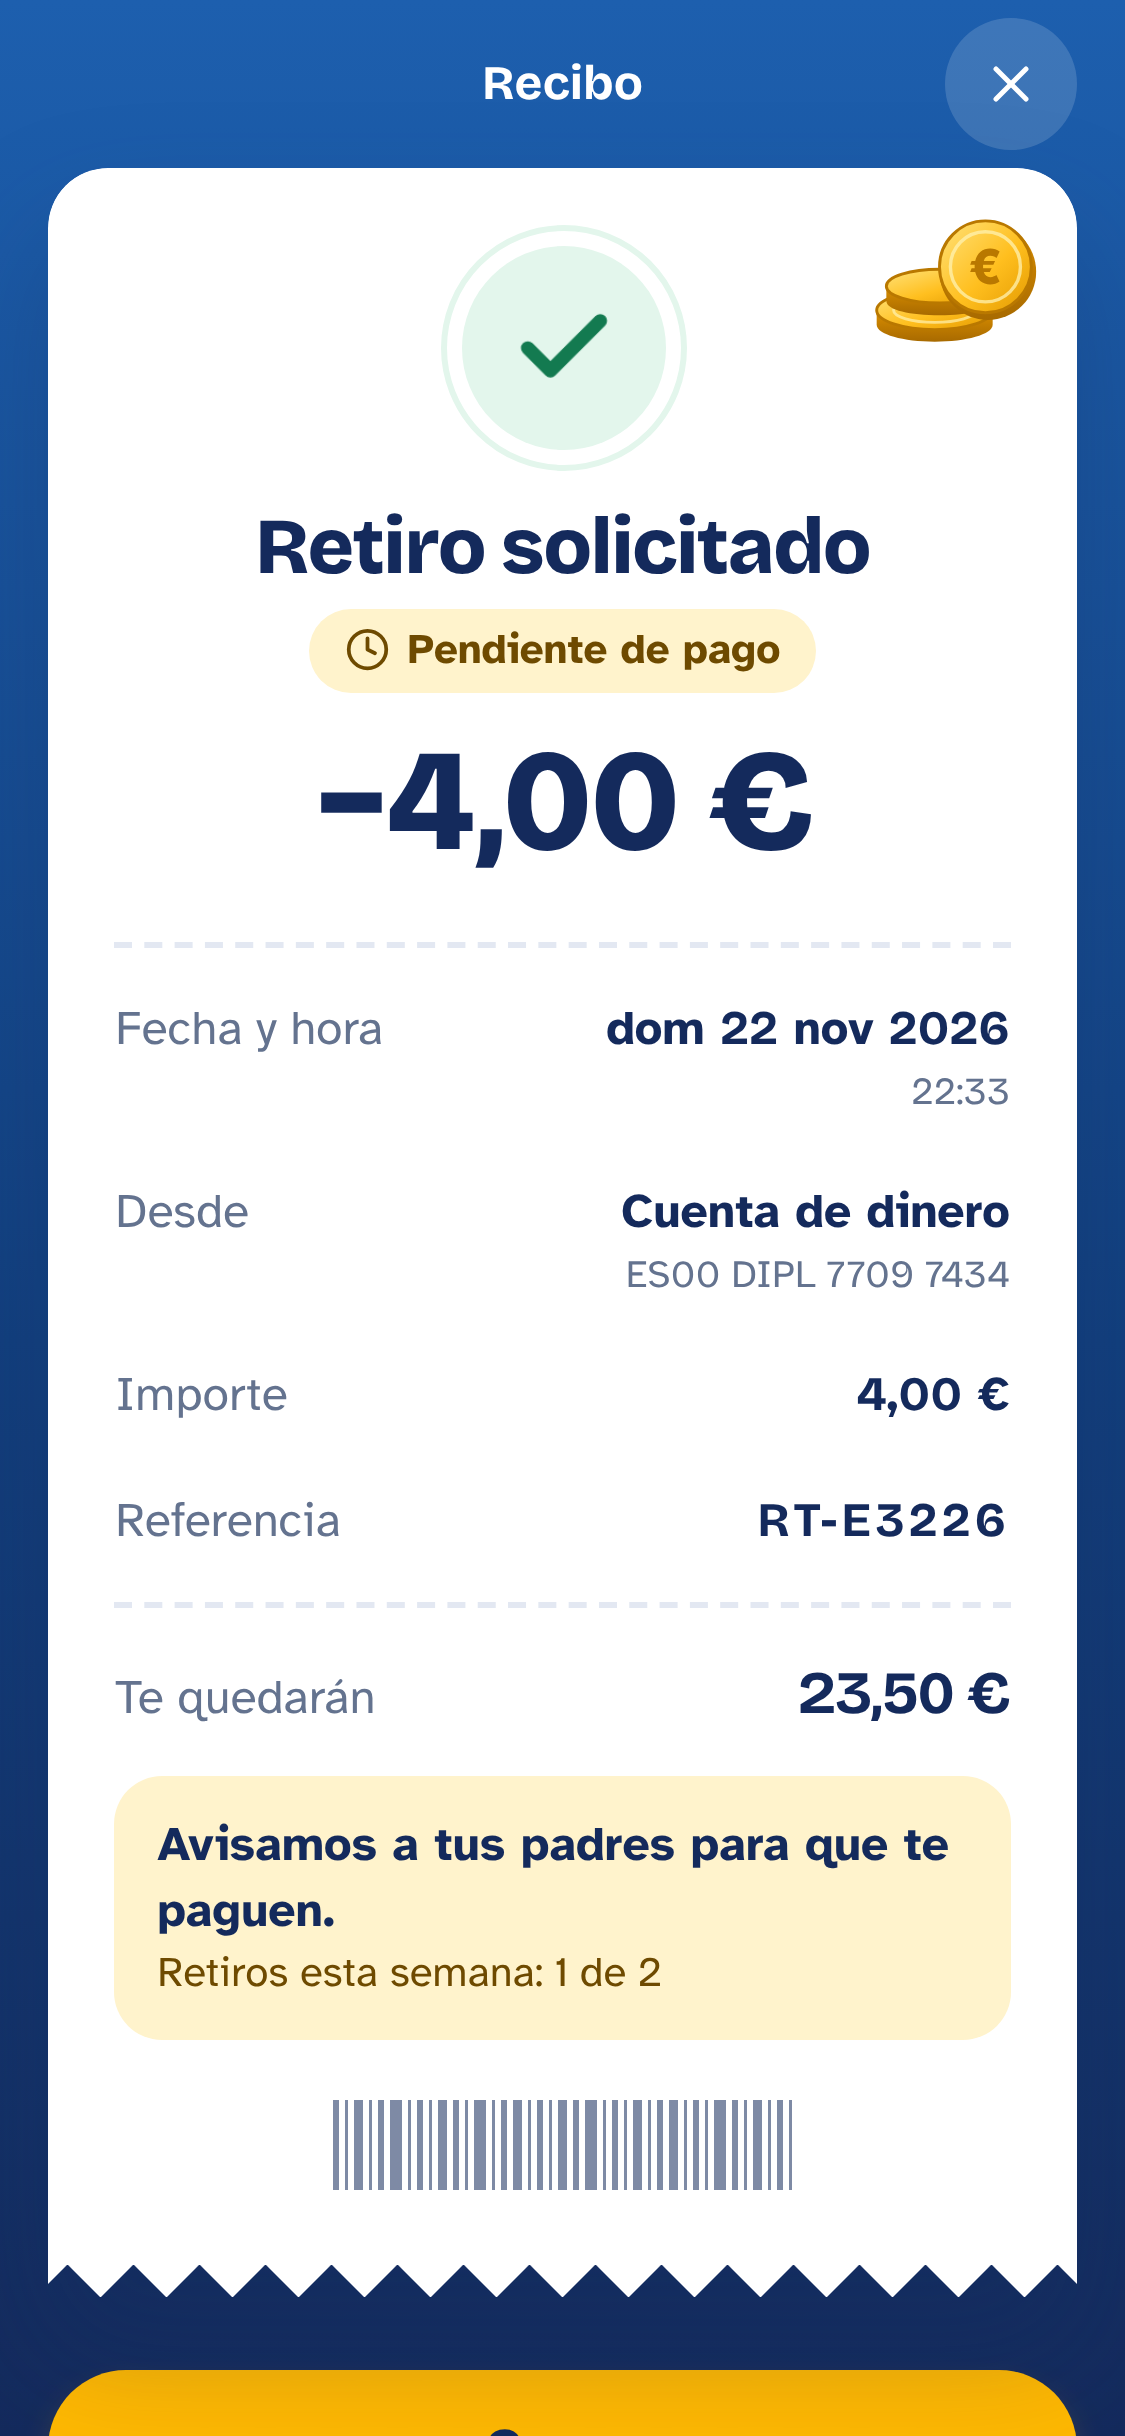 Recibo
€
Retiro solicitado
Pendiente de pago
−4,00 €
Fecha y hora
dom 22 nov 2026
22:33
Desde
Cuenta de dinero
ES00 DIPL 7709 7434
Importe
4,00 €
Referencia
RT-E3226
Te quedarán
23,50 €
Avisamos a tus padres para que te
paguen.
Retiros esta semana: 1 de 2